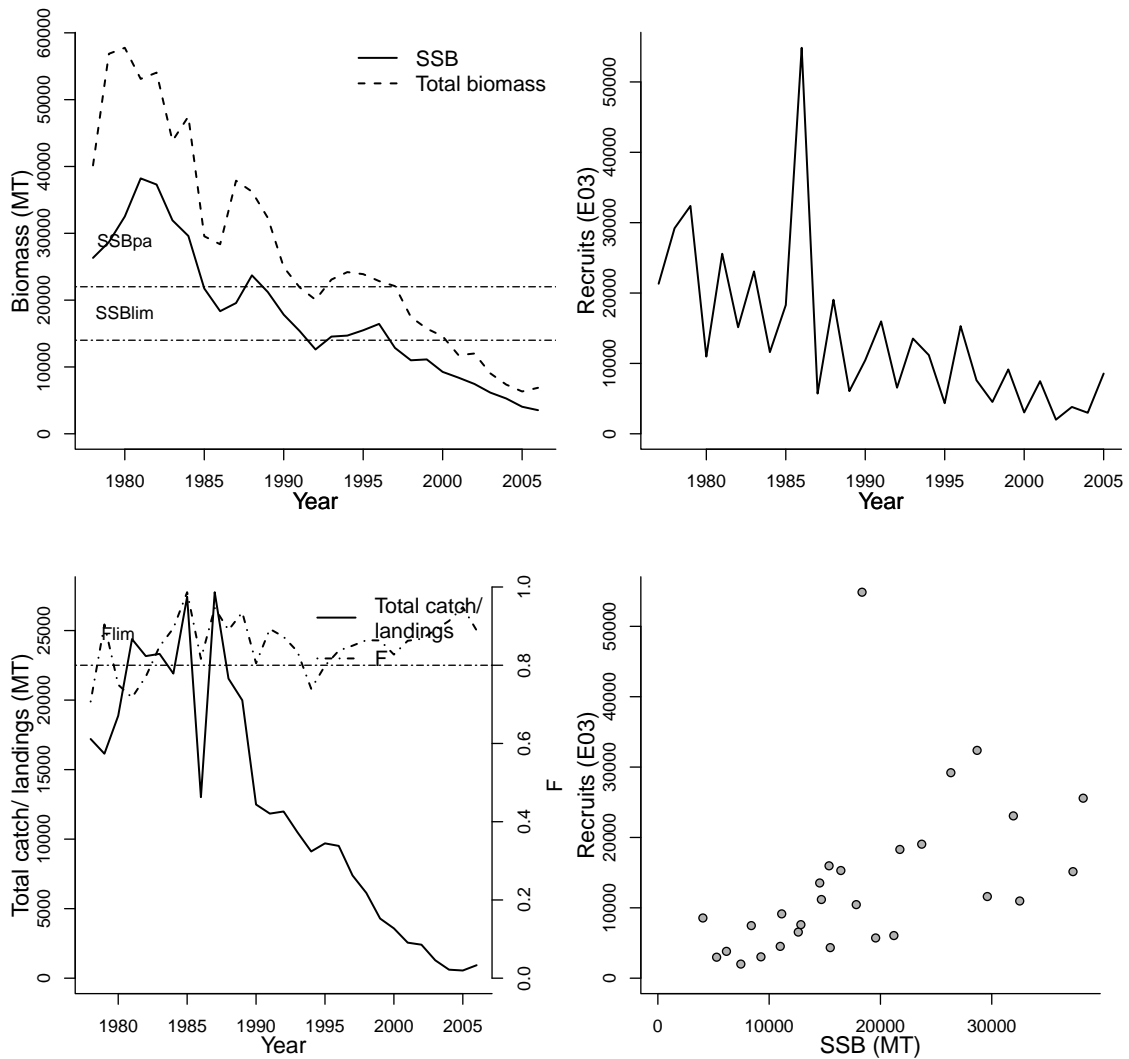 SSB
Total biomass
SSBpa
SSBlim
Biomass (MT)
0 10000 20000 30000 40000 50000 60000
1980 1985 1990 1995 2000 2005
Year
Recruits (E03)
0 10000 20000 30000 40000 50000
1980 1985 1990 1995 2000 2005
Year
Total catch/
landings
F
Flim
Total catch/ landings (MT)
0 5000 10000 15000 20000 25000
0.0 0.2 0.4 0.6 0.8 1.0
F
1980 1985 1990 1995 2000 2005
Year
Recruits (E03)
0 10000 20000 30000 40000 50000
0 10000 20000 30000
SSB (MT)